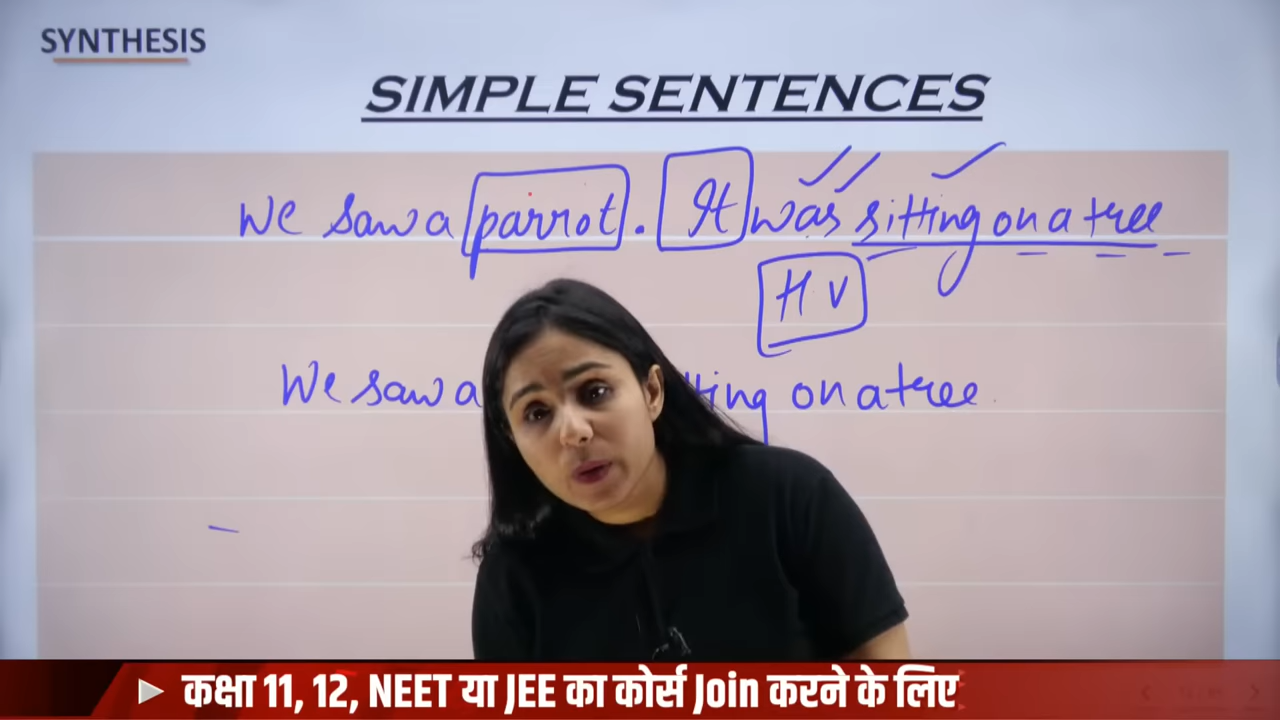 SYNTHESIS
SIMPLE SENTENCES
We saw a parrot. It was sitting on a tree
H V
We saw a tting on a tree.
कक्षा 11, 12, NEET या JEE का कोर्स Join करने के लिए